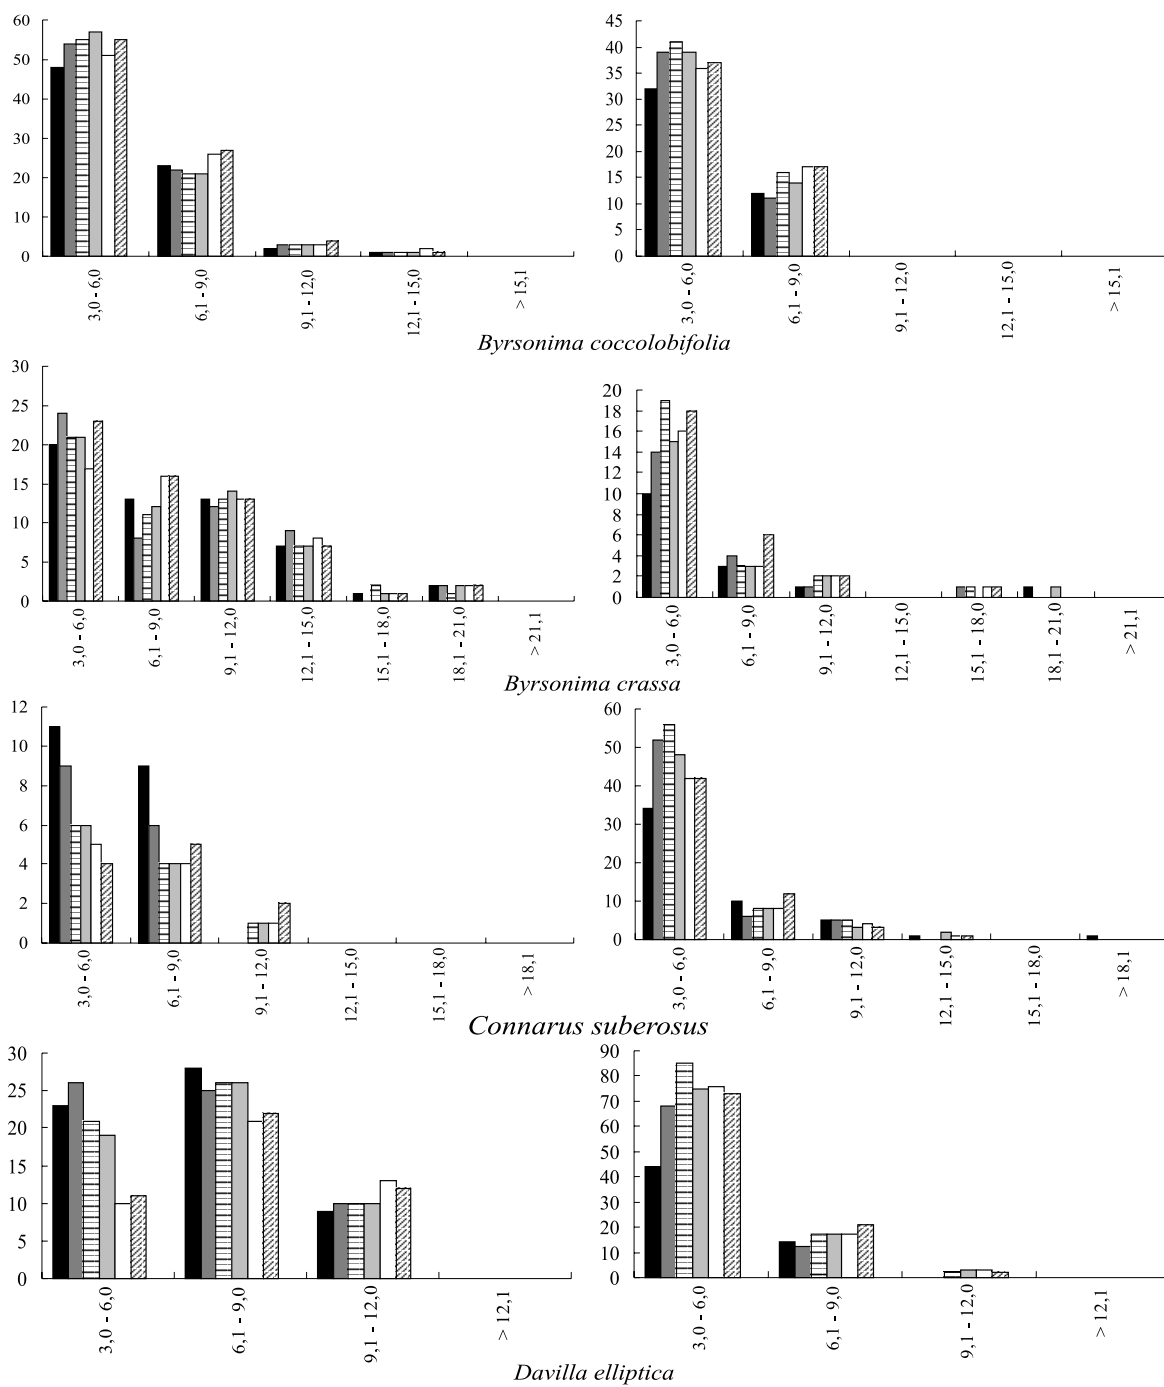 60
50
40
30
20
10
0
3,0 - 6,0
6,1 - 9,0
9,1 - 12,0
12,1 - 15,0
> 15,1
45
40
35
30
25
20
15
10
5
0
3,0 - 6,0
6,1 - 9,0
9,1 - 12,0
12,1 - 15,0
> 15,1
Byrsonima coccolobifolia
30
25
20
15
10
5
0
3,0 - 6,0
6,1 - 9,0
9,1 - 12,0
12,1 - 15,0
15,1 - 18,0
18,1 - 21,0
> 21,1
20
18
16
14
12
10
8
6
4
2
0
3,0 - 6,0
6,1 - 9,0
9,1 - 12,0
12,1 - 15,0
15,1 - 18,0
18,1 - 21,0
> 21,1
Byrsonima crassa
12
10
8
6
4
2
0
3,0 - 6,0
6,1 - 9,0
9,1 - 12,0
12,1 - 15,0
15,1 - 18,0
> 18,1
60
50
40
30
20
10
0
3,0 - 6,0
6,1 - 9,0
9,1 - 12,0
12,1 - 15,0
15,1 - 18,0
> 18,1
Connarus suberosus
30
25
20
15
10
5
0
3,0 - 6,0
6,1 - 9,0
9,1 - 12,0
> 12,1
90
80
70
60
50
40
30
20
10
0
3,0 - 6,0
6,1 - 9,0
9,1 - 12,0
> 12,1
Davilla elliptica